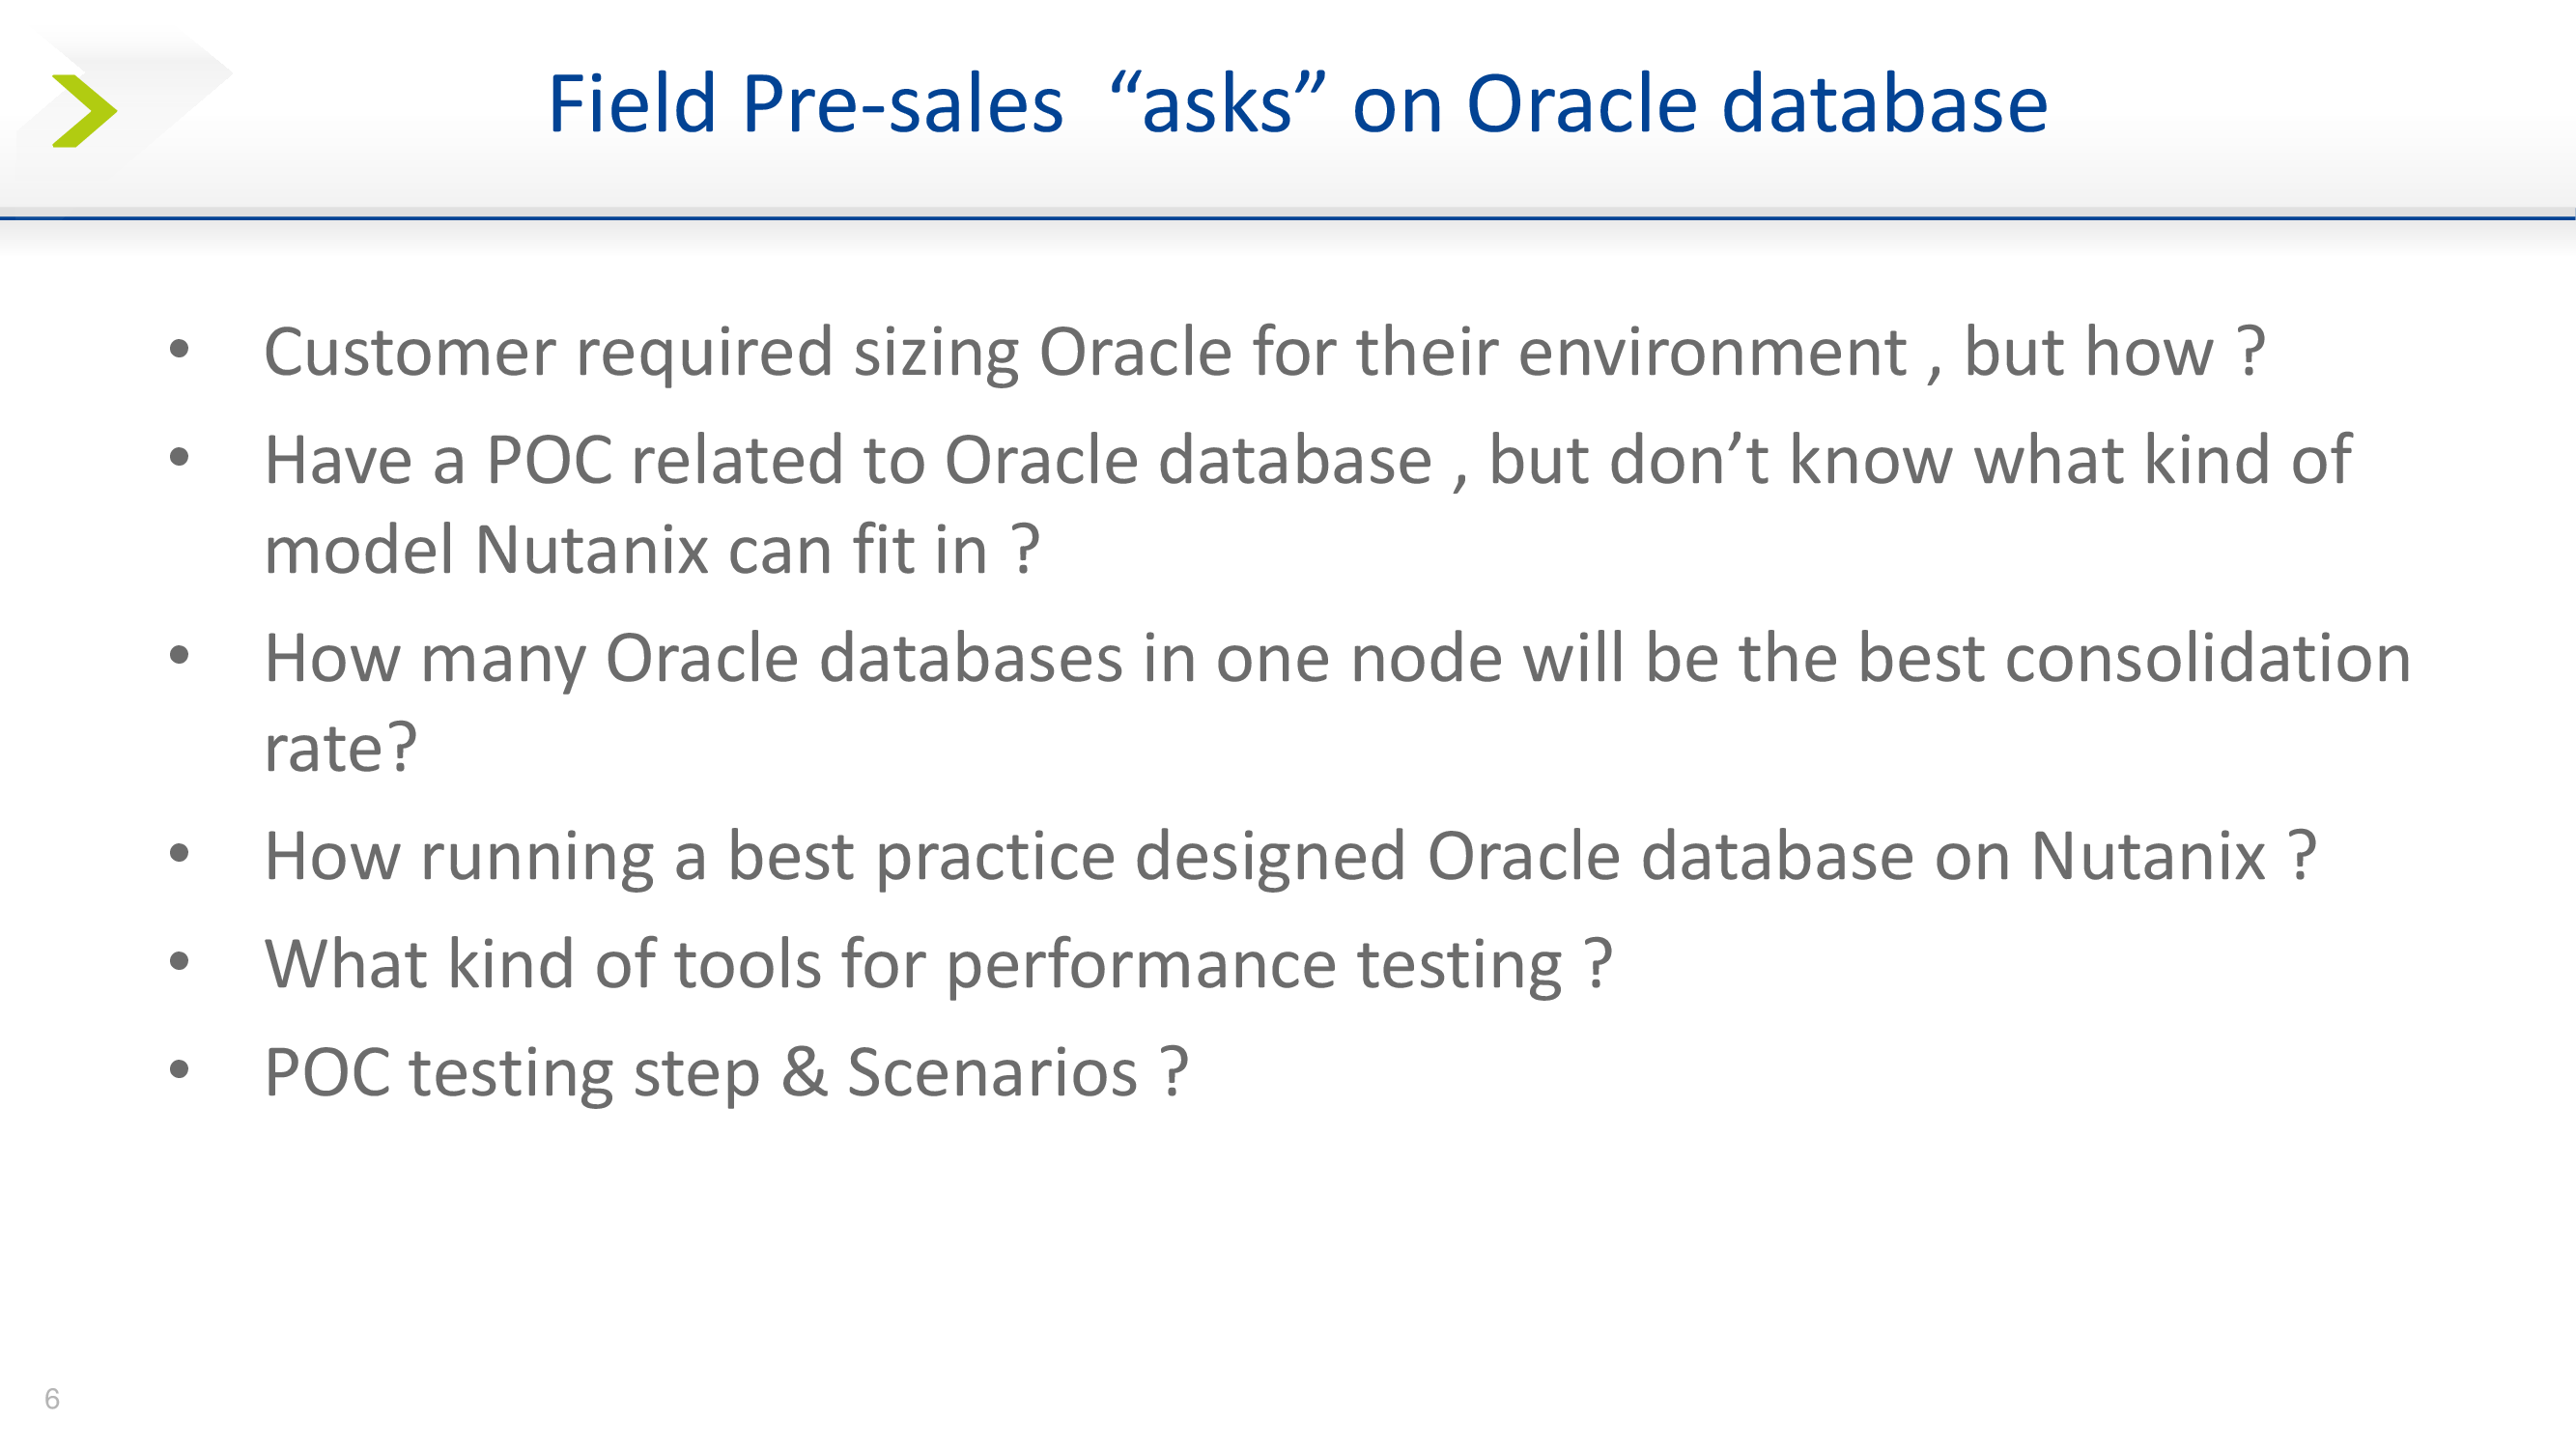 Field Pre-sales  “asks” on Oracle database
• Customer required sizing Oracle for their environment , but how ?
• Have a POC related to Oracle database , but don’t know what kind of
model Nutanix can fit in ?
• How many Oracle databases in one node will be the best consolidation
rate?
• How running a best practice designed Oracle database on Nutanix ?
• What kind of tools for performance testing ?
• POC testing step & Scenarios ?
6